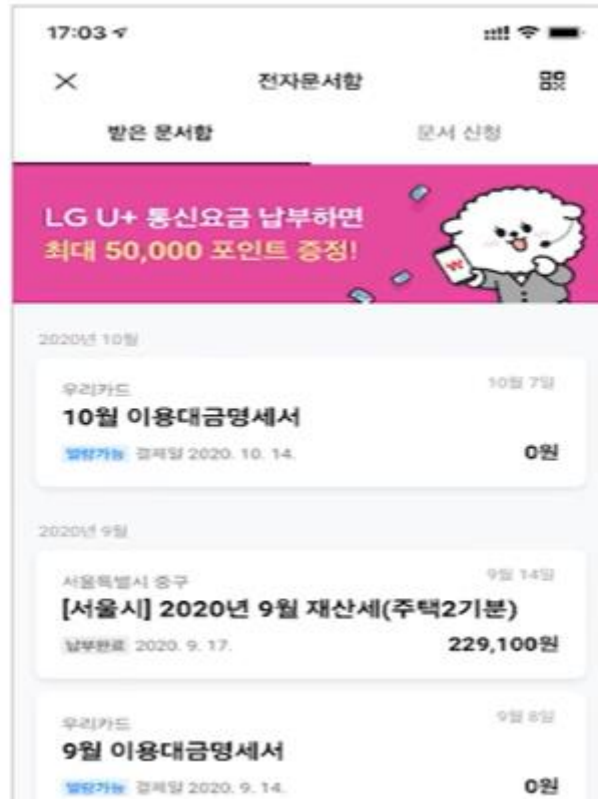 17:03
전자문서함
받은 문서함
문서 신청
LG U+ 통신요금 납부하면
최대 50,000 포인트 증정!
2020년 10월
우리카드
10월 7일
10월 이용대금명세서
열람가능 결제일 2020. 10. 14.
0원
2020년 9월
서울특별시 중구
9월 14일
[서울시] 2020년 9월 재산세(주택2기분)
납부완료 2020. 9. 17.
229,100원
우리카드
9월 8일
9월 이용대금명세서
열람가능 결제일 2020. 9. 14.
0원